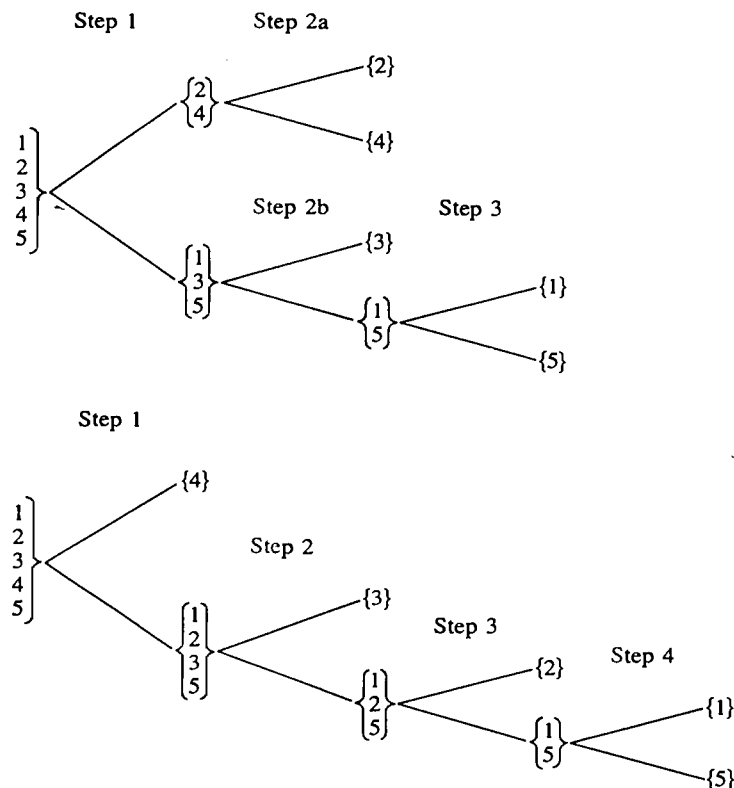 Step 1 Step 2a
{2}
{2 4}
{4}
1 2 3 4 5}
Step 2b Step 3
{3}
{1 3 5}
{1}
{1 5}
{5}
Step 1
{4}
1 2 3 4 5}
Step 2
{3}
{1 2 3 5}
Step 3
{2}
Step 4
{1 2 5}
{1}
{1 5}
{5}